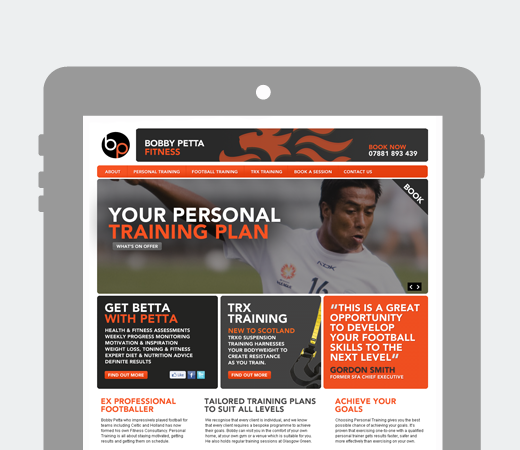 bp
BOBBY PETTA
FITNESS
BOOK NOW
07881 893 439
ABOUT PERSONAL TRAINING FOOTBALL TRAINING TRX TRAINING BOOK A SESSION CONTACT US
BOOK
YOUR PERSONAL
TRAINING PLAN
WHAT'S ON OFFER
16
GET BETTA
WITH PETTA
HEALTH & FITNESS ASSESSMENTS
WEEKLY PROGRESS MONITORING
MOTIVATION & INSPIRATION
WEIGHT LOSS, TONING & FITNESS
EXPERT DIET & NUTRITION ADVICE
DEFINITE RESULTS
FIND OUT MORE
TRX
TRAINING
NEW TO SCOTLAND
TRX® SUSPENSION
TRAINING HARNESSES
YOUR BODYWEIGHT TO
CREATE RESISTANCE
AS YOU TRAIN.
FIND OUT MORE
“THIS IS A GREAT
OPPORTUNITY
TO DEVELOP
YOUR FOOTBALL
SKILLS TO THE
NEXT LEVEL”
GORDON SMITH
FORMER SFA CHIEF EXECUTIVE
EX PROFESSIONAL
FOOTBALLER
Bobby Petta who impressively played football for
teams including Celtic and Holland has now
formed his own Fitness Consultancy. Personal
Training is all about staying motivated, getting
results and getting them on schedule.
TAILORED TRAINING PLANS
TO SUIT ALL LEVELS
We recognise that every client is individual, and we know
that every client requires a bespoke programme to achieve
their goals. Bobby can visit you in the comfort of your own
home, at your own gym or a venue which is suitable for you.
He also holds regular training sessions at Glasgow Green.
ACHIEVE YOUR
GOALS
Choosing Personal Training gives you the best
possible chance of achieving your goals. It's
proven that exercising one-to-one with a qualified
personal trainer gets results faster, safer and
more effectively than exercising on your own.